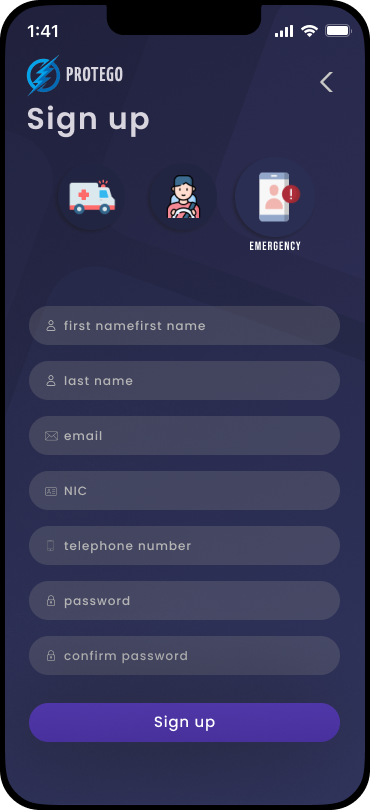 1:41
PROTEGO
Sign up
!
EMERGENCY
first namefirst name
last name
email
NIC
telephone number
password
confirm password
Sign up